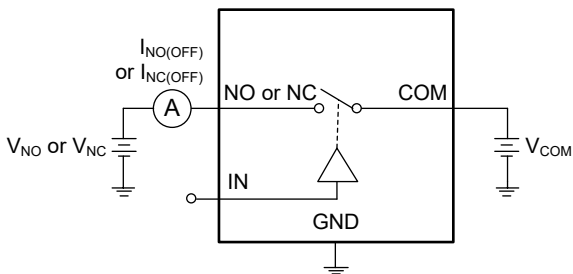 I_NO(OFF)
or I_NC(OFF)
A
NO or NC
COM
V_NO or V_NC
V_COM
IN
GND